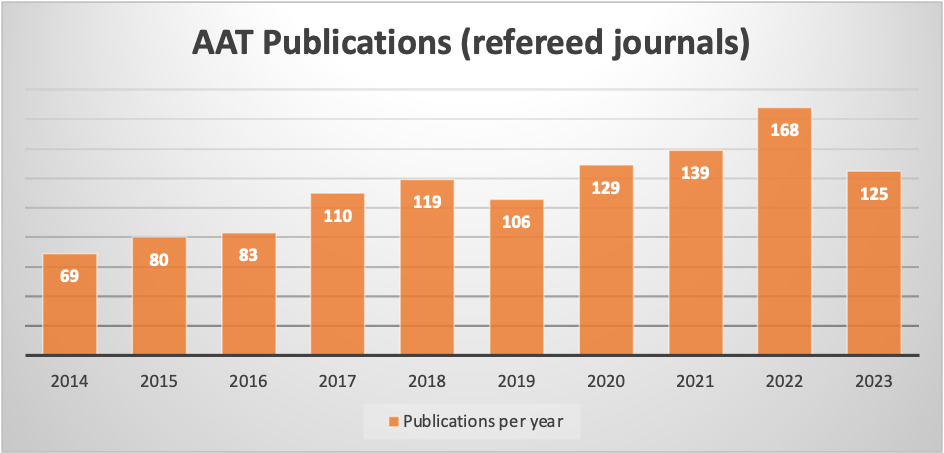 AAT Publications (refereed journals)
69 80 83 110 119 106 129 139 168 125
2014 2015 2016 2017 2018 2019 2020 2021 2022 2023
Publications per year